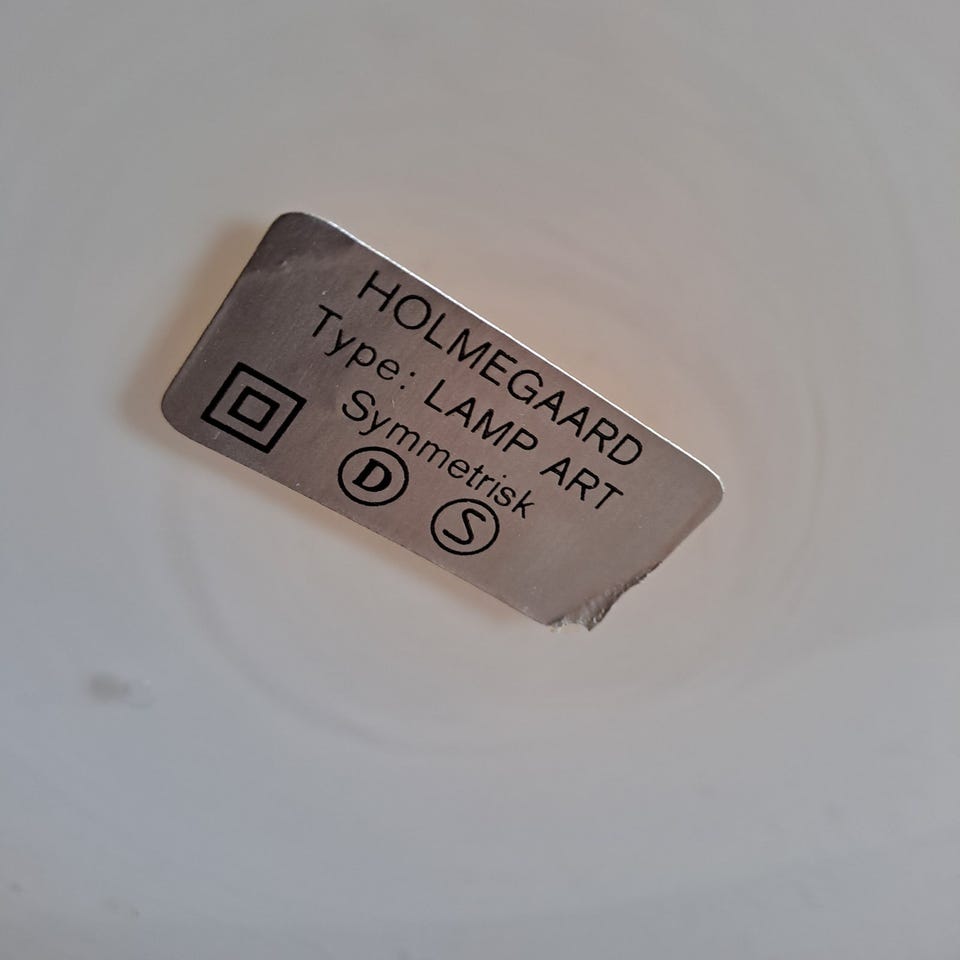 HOLMEGAARD
Type: LAMP ART
Symmetrisk
D S